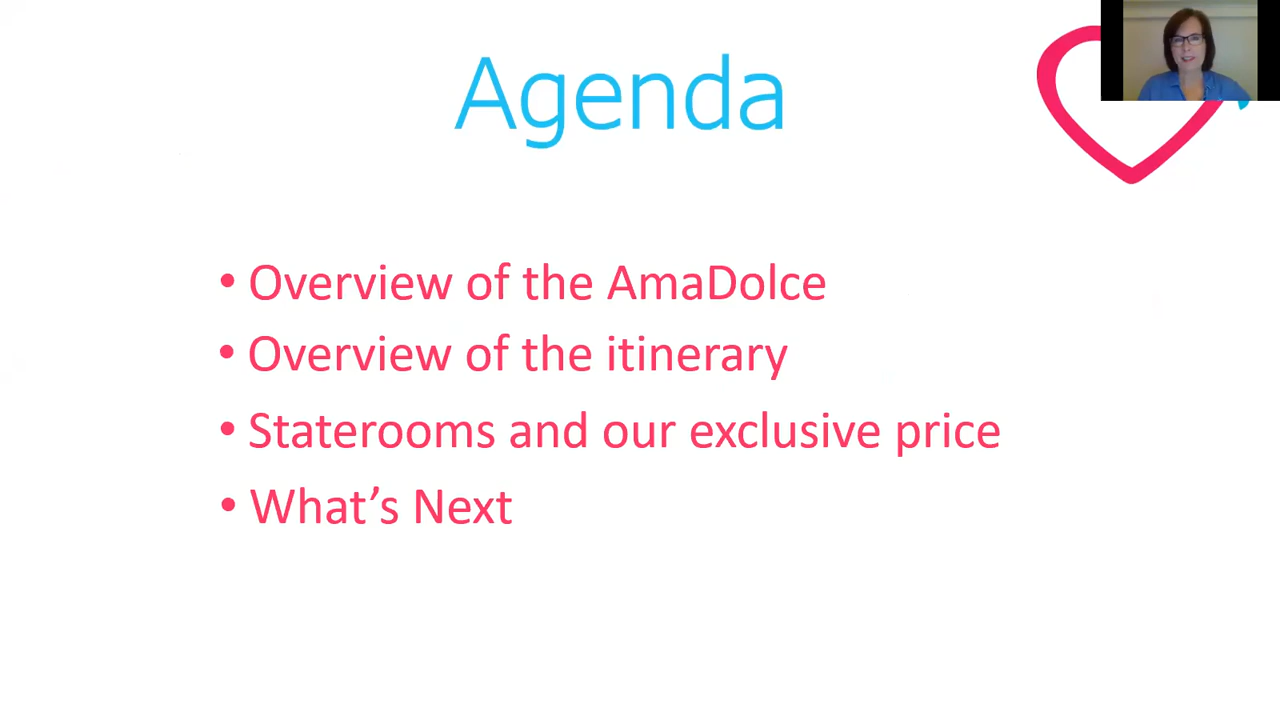 Agenda
• Overview of the AmaDolce
• Overview of the itinerary
• Staterooms and our exclusive price
• What’s Next